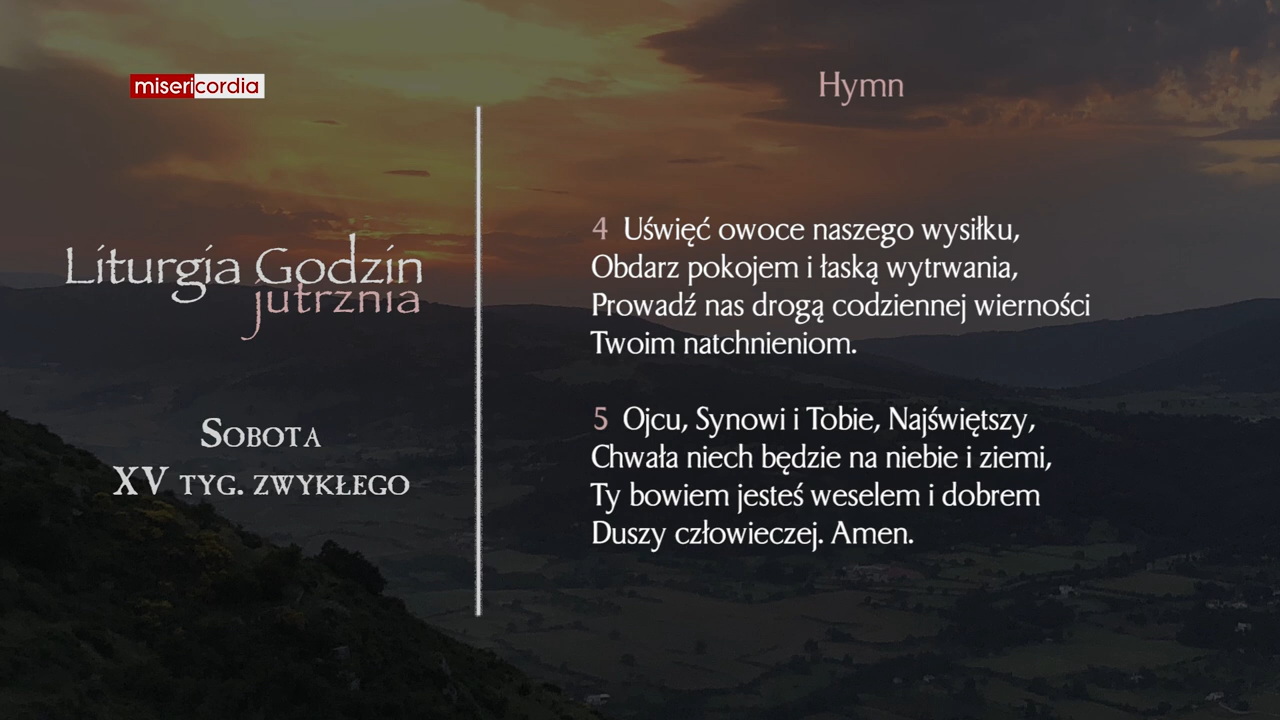 misericordia
Liturgia Godzin
jutrznia
Sobota
XV tyg. zwykłego
Hymn
4 Uświęć owoce naszego wysiłku,
Obdarz pokojem i łaską wytrwania,
Prowadź nas drogą codziennej wierności
Twoim natchnieniom.
5 Ojcu, Synowi i Tobie, Najświętszy,
Chwała niech będzie na niebie i ziemi,
Ty bowiem jesteś weselem i dobrem
Duszy człowieczej. Amen.